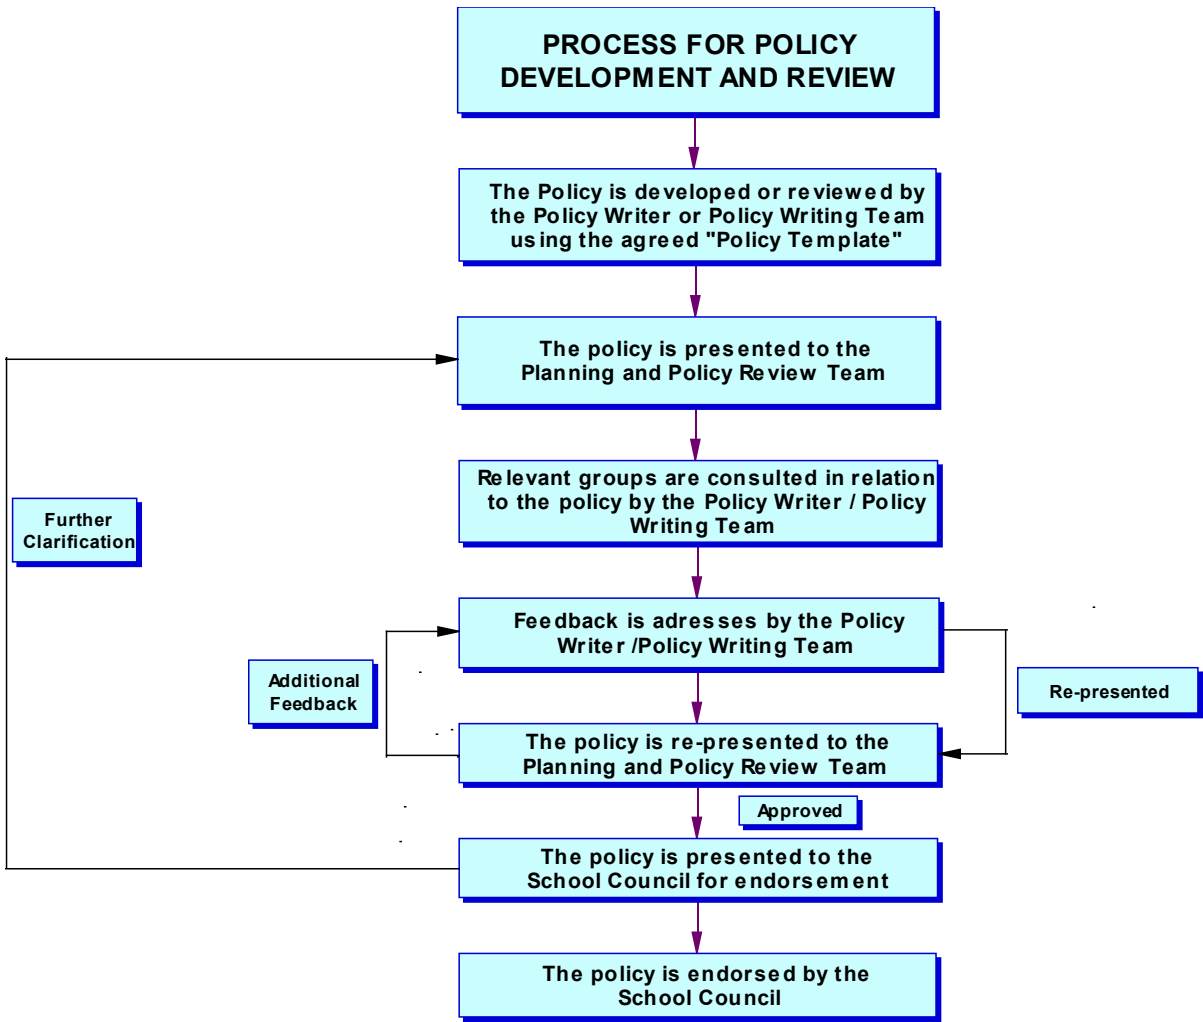 PROCESS FOR POLICY
DEVELOPMENT AND REVIEW
The Policy is developed or reviewed by
the Policy Writer or Policy Writing Team
using the agreed "Policy Template"
The policy is presented to the
Planning and Policy Review Team
Relevant groups are consulted in relation
to the policy by the Policy Writer / Policy
Writing Team
Further
Clarification
Feedback is adresses by the Policy
Writer /Policy Writing Team
Additional
Feedback
Re-presented
The policy is re-presented to the
Planning and Policy Review Team
Approved
The policy is presented to the
School Council for endorsement
The policy is endorsed by the
School Council